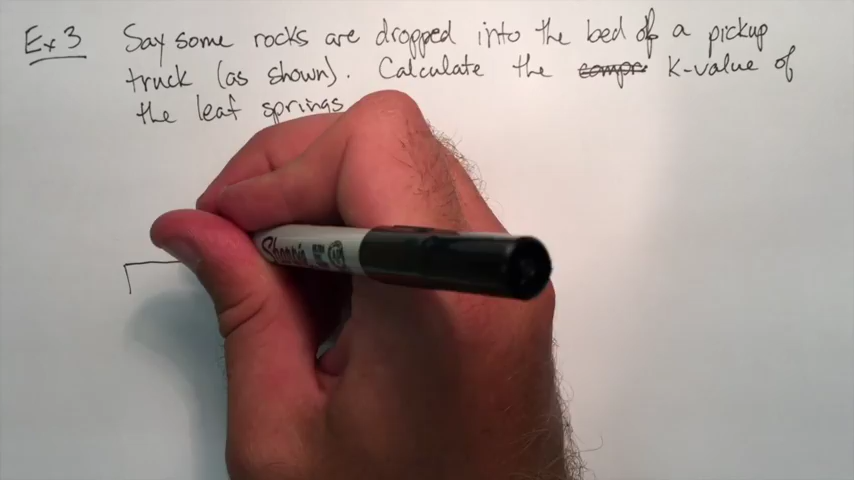 Ex 3 Say some rocks are dropped into the bed of a pickup
truck (as shown). Calculate the compr K-value of
the leaf springs
Sharpie